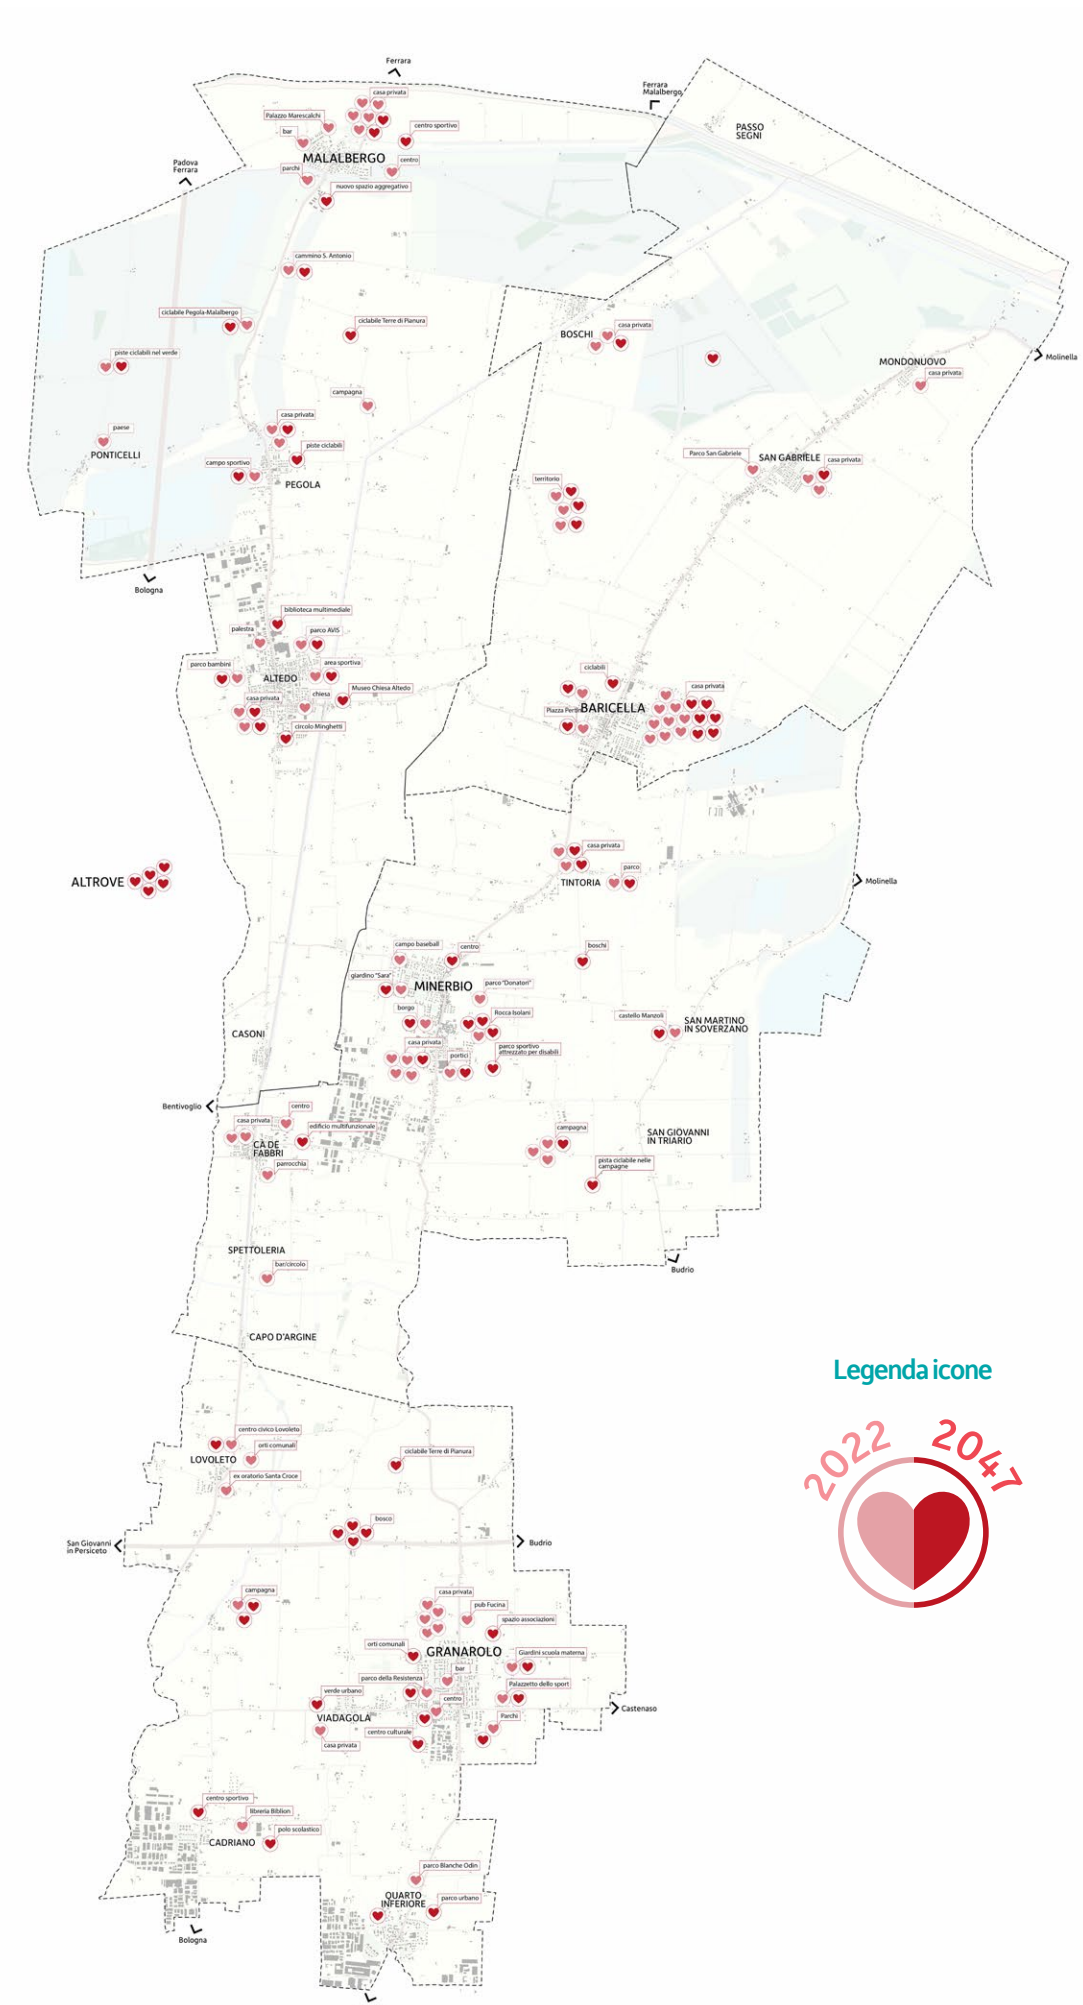 Ferrara
Ferrara
Malalbergo
casa privata
Palazzo Marescalchi
bar
centro sportivo
PASSO
SEGNI
MALALBERGO
centro
Padova
Ferrara
parchi
nuovo spazio aggregativo
cammino S. Antonio
ciclabile Pegola-Malalbergo
ciclabile Terre di Pianura
casa privata
BOSCHI
piste ciclabili nel verde
Molinella
MONDONUOVO
casa privata
campagna
casa privata
paese
PONTICELLI
piste ciclabili
campo sportivo
PEGOLA
Parco San Gabriele
SAN GABRIELE
casa privata
territorio
Bologna
biblioteca multimediale
palestra
parco AVIS
parco bambini
area sportiva
ALTEDO
ciclabili
casa privata
Museo Chiesa Altedo
chiesa
casa privata
BARICELLA
circolo Minghetti
casa privata
parco
TINTORIA
ALTROVE
Molinella
campo baseball
centro
boschi
giardino "Sara"
MINERBIO
parco "Donatori"
borgo
Rocca Isolani
castello Manzoli
SAN MARTINO
IN SOVERZANO
CASONI
casa privata
portici
parco sportivo
attrezzato per disabili
Bentivoglio
centro
casa privata
edificio multifunzionale
CÀ DE
FABBRI
campagna
SAN GIOVANNI
IN TRIARIO
parrocchia
pista ciclabile nelle
campagne
SPETTOLERIA
bar/circolo
Budrio
CAPO D'ARGINE
Legenda icone
2022
2047
centro civico Lovoleto
orti comunali
LOVOLETO
ciclabile Terre di Pianura
ex oratorio Santa Croce
bosco
San Giovanni
in Persiceto
Budrio
campagna
casa privata
pub Fucina
spazio associazioni
orti comunali
GRANAROLO
Giardini scuola materna
bar
parco della Resistenza
Palazzetto dello sport
verde urbano
centro
Castenaso
VIADAGOLA
Parchi
centro culturale
casa privata
centro sportivo
libreria Biblion
polo scolastico
CADRIANO
parco Blanche Odin
QUARTO
INFERIORE
parco urbano
Bologna